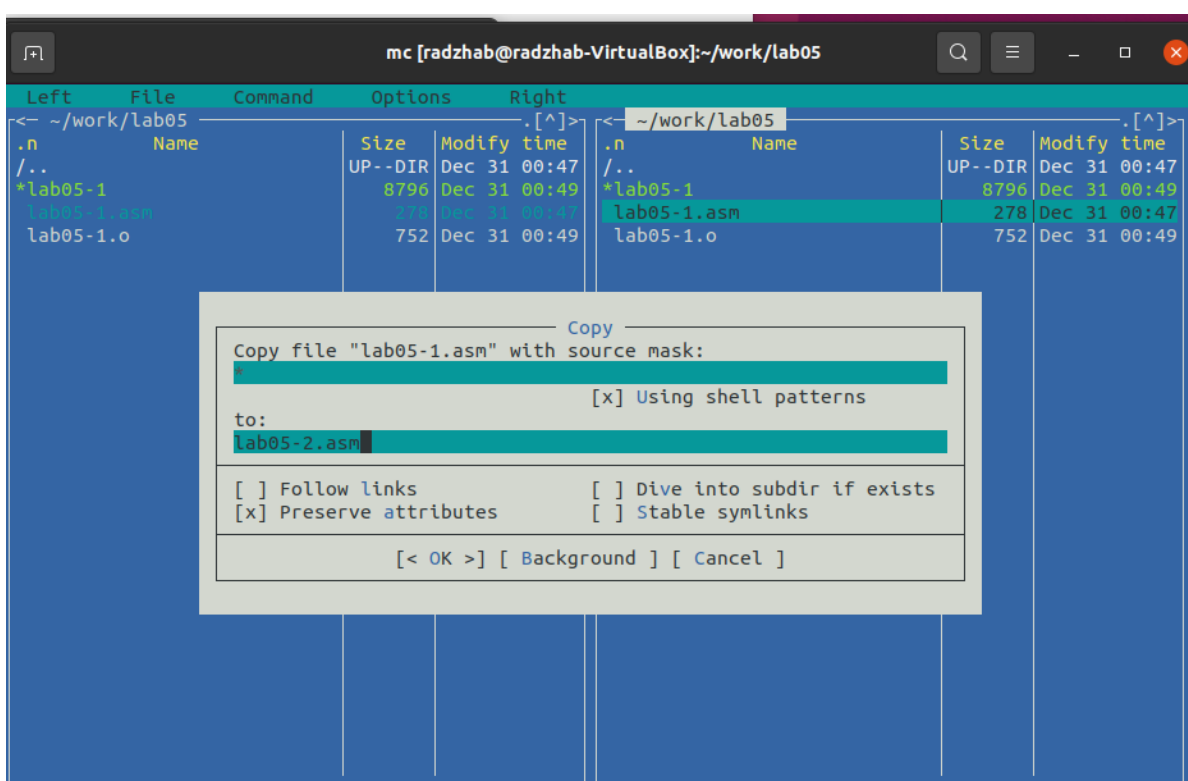 mc [radzhab@radzhab-VirtualBox]:~/work/lab05
Left File Command Options Right
<─ ~/work/lab05 ─.[^]>
.n Name Size Modify time
/.. UP--DIR Dec 31 00:47
*lab05-1 8796 Dec 31 00:49
lab05-1.asm 278 Dec 31 00:47
lab05-1.o 752 Dec 31 00:49
<─ ~/work/lab05 ─.[^]>
.n Name Size Modify time
/.. UP--DIR Dec 31 00:47
*lab05-1 8796 Dec 31 00:49
lab05-1.asm 278 Dec 31 00:47
lab05-1.o 752 Dec 31 00:49
Copy
Copy file "lab05-1.asm" with source mask:
*
[x] Using shell patterns
to:
lab05-2.asm
[ ] Follow links [ ] Dive into subdir if exists
[x] Preserve attributes [ ] Stable symlinks
[< OK >] [ Background ] [ Cancel ]